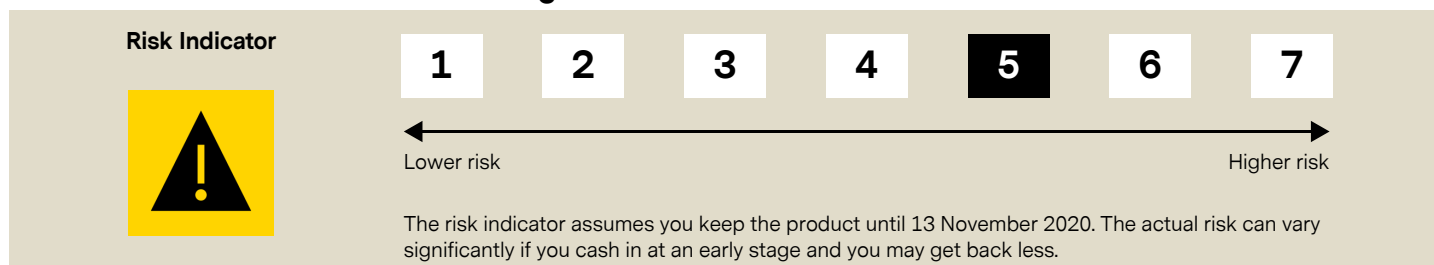 Risk Indicator
1 2 3 4 5 6 7
Lower risk Higher risk
The risk indicator assumes you keep the product until 13 November 2020. The actual risk can vary
significantly if you cash in at an early stage and you may get back less.